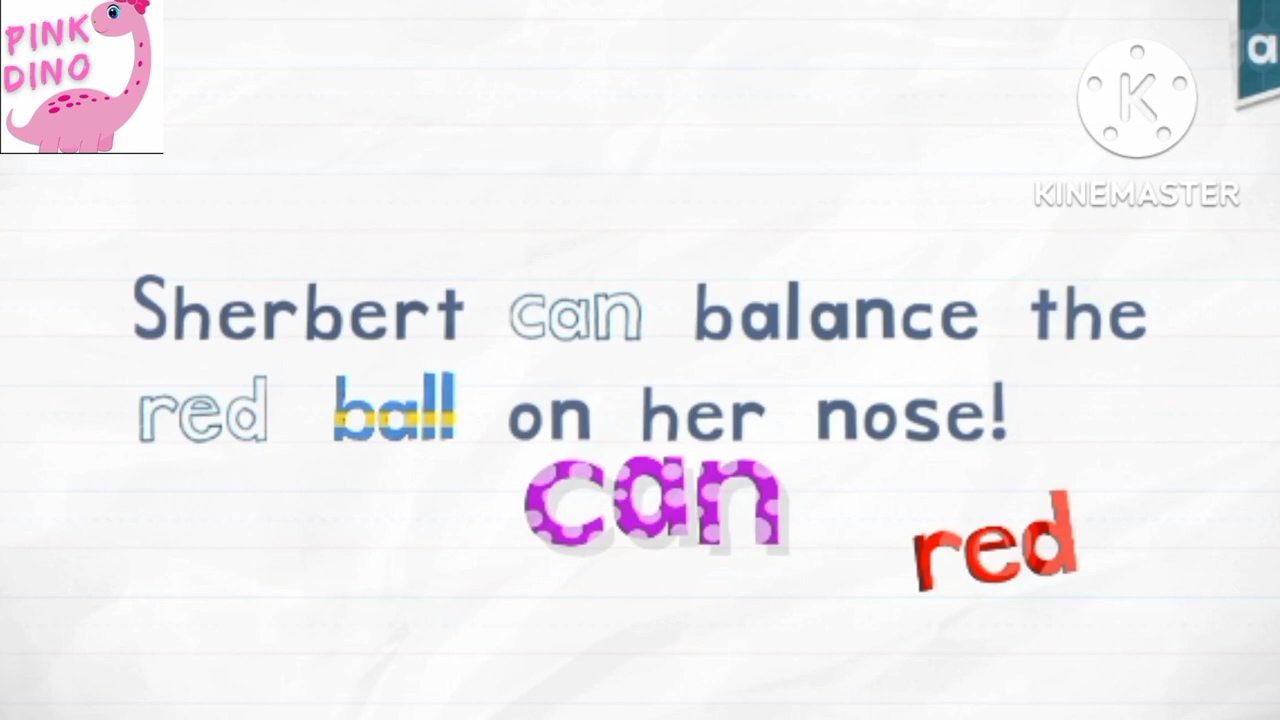 PINK
DINO
a
KINEMASTER
Sherbert can balance the
red ball on her nose!
can
red